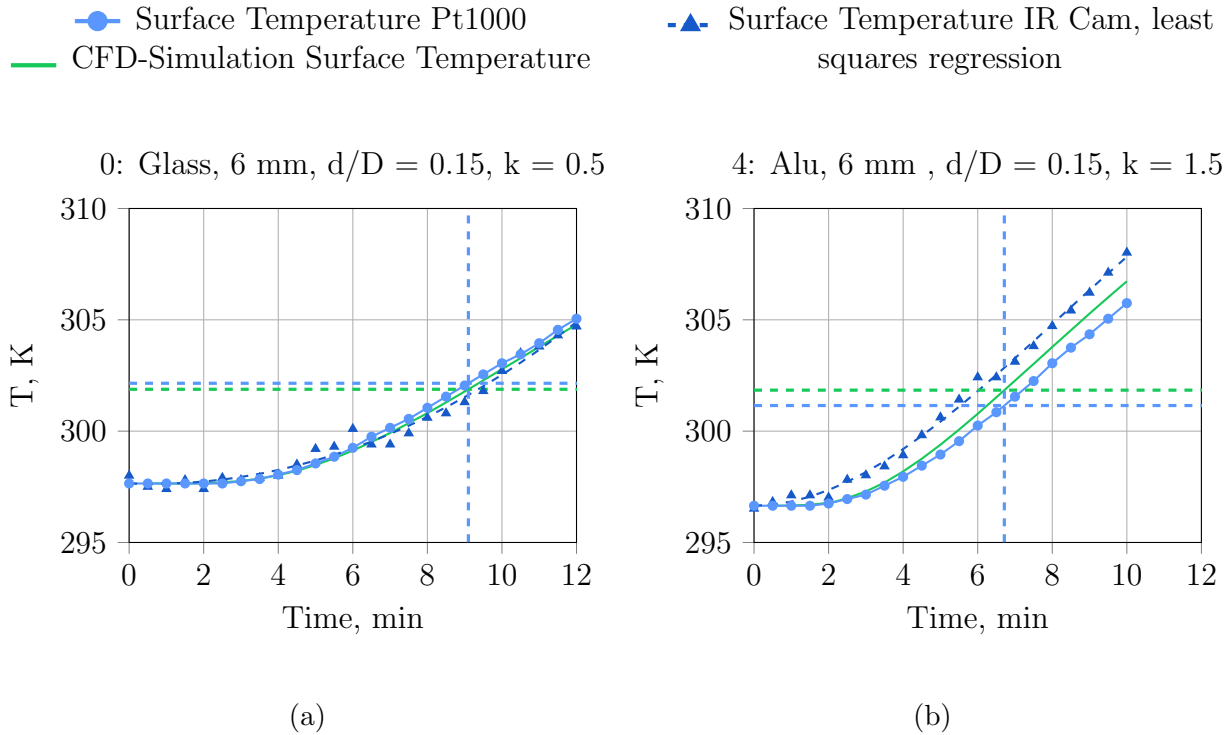 Surface Temperature Pt1000
CFD-Simulation Surface Temperature
Surface Temperature IR Cam, least
squares regression
0: Glass, 6 mm, d/D = 0.15, k = 0.5
310
305
300
295
T, K
0 2 4 6 8 10 12
Time, min
(a)
4: Alu, 6 mm , d/D = 0.15, k = 1.5
310
305
300
295
T, K
0 2 4 6 8 10 12
Time, min
(b)